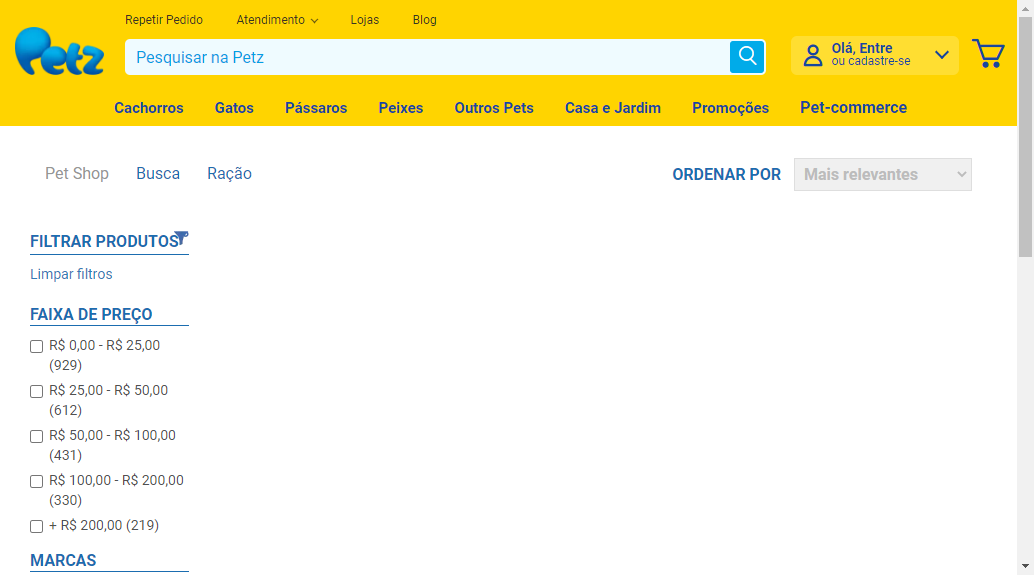 Repetir Pedido
Atendimento
Lojas
Blog
Petz
Pesquisar na Petz
Olá, Entre
ou cadastre-se
Cachorros
Gatos
Pássaros
Peixes
Outros Pets
Casa e Jardim
Promoções
Pet-commerce
Pet Shop
Busca
Ração
ORDENAR POR
Mais relevantes
FILTRAR PRODUTOS
Limpar filtros
FAIXA DE PREÇO
R$ 0,00 - R$ 25,00
(929)
R$ 25,00 - R$ 50,00
(612)
R$ 50,00 - R$ 100,00
(431)
R$ 100,00 - R$ 200,00
(330)
+ R$ 200,00 (219)
MARCAS